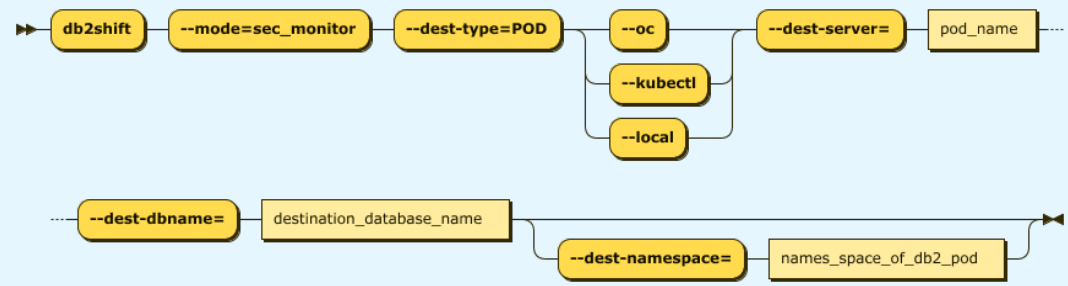 db2shift --mode=sec_monitor --dest-type=POD --oc --dest-server= pod_name
--kubectl
--local
--dest-dbname= destination_database_name
--dest-namespace= names_space_of_db2_pod